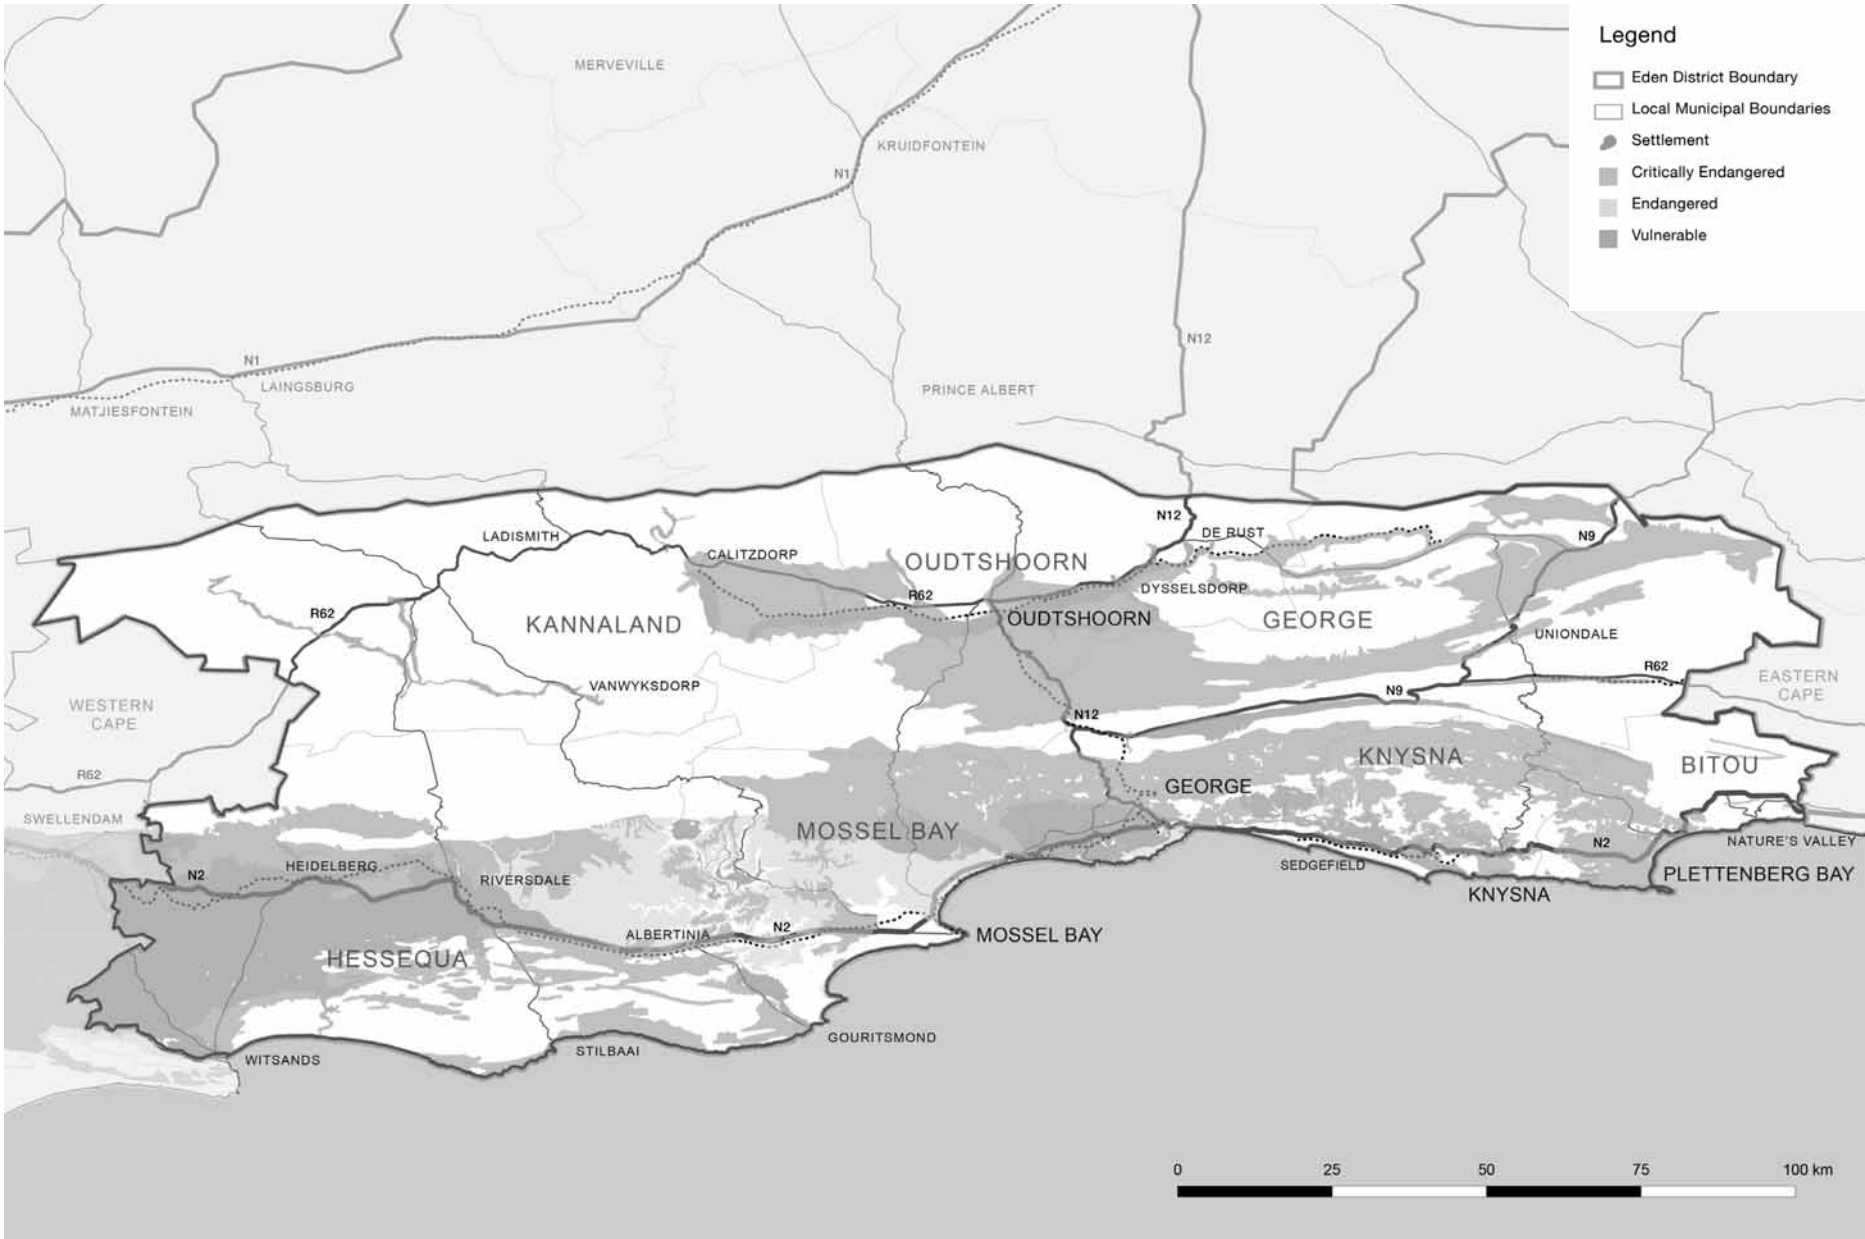 Legend
Eden District Boundary
Local Municipal Boundaries
Settlement
Critically Endangered
Endangered
Vulnerable
MERVEVILLE
KRUIDFONTEIN
N1
N12
N1
LAINGSBURG
MATJIESFONTEIN
PRINCE ALBERT
N12
LADISMITH
DE RUST
N9
CALITZDORP
OUDTSHOORN
DYSSELSDORP
R62
R62
KANNALAND
OUDTSHOORN
GEORGE
UNIONDALE
R62
VANWYKSDORP
N9
EASTERN
CAPE
WESTERN
CAPE
N12
KNYSNA
BITOU
R62
GEORGE
SWELLENDAM
MOSSEL BAY
NATURE'S VALLEY
N2
HEIDELBERG
SEDGEFIELD
PLETTENBERG BAY
N2
RIVERSDALE
KNYSNA
ALBERTINIA
N2
MOSSEL BAY
HESSEQUA
GOURITSMOND
STILBAAI
WITSANDS
0
25
50
75
100 km